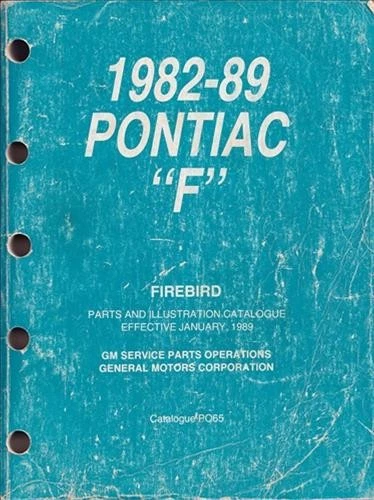 1982-89
PONTIAC
"F"
FIREBIRD
PARTS AND ILLUSTRATION CATALOGUE
EFFECTIVE JANUARY, 1989
GM SERVICE PARTS OPERATIONS
GENERAL MOTORS CORPORATION
Catalogue PO65